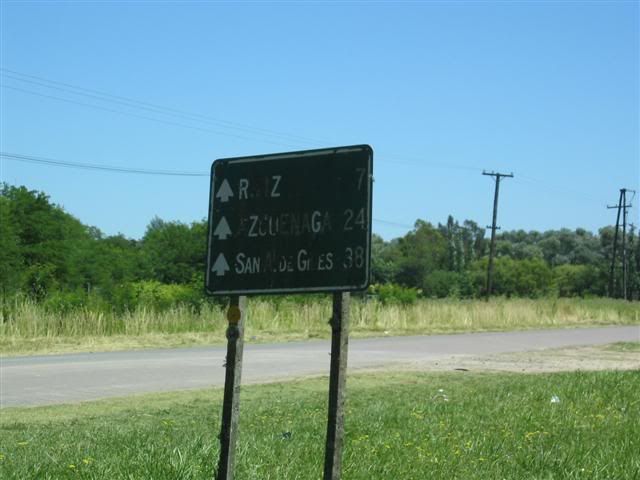 RUIZ 7
AZCUENAGA 24
SAN A. DE GILES 38